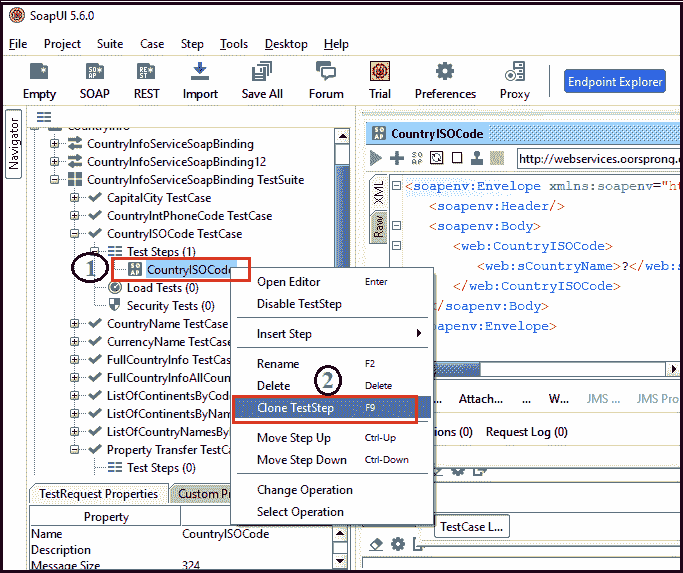 SoapUI 5.6.0
File Project Suite Case Step Tools Desktop Help
Empty SOAP REST Import Save All Forum Trial Preferences Proxy Endpoint Explorer
Navigator
CountryInfo
CountryInfoServiceSoapBinding
CountryInfoServiceSoapBinding12
CountryInfoServiceSoapBinding TestSuite
CapitalCity TestCase
CountryIntPhoneCode TestCase
CountryISOCode TestCase
Test Steps (1)
1
SOAP CountryISOCode
Load Tests (0)
Security Tests (0)
CountryName TestCase
CurrencyName TestCase
FullCountryInfo TestCas
FullCountryInfoAllCount
ListOfContinentsByCod
ListOfContinentsByNam
ListOfCountryNamesBy
Property Transfer TestCa
Test Steps (0)
Open Editor Enter
Disable TestStep
Insert Step
Rename F2
2
Delete Delete
Clone TestStep F9
Move Step Up Ctrl-Up
Move Step Down Ctrl-Down
Change Operation
Select Operation
SOAP CountryISOCode
http://webservices.oorsprong.o
XML
Raw
<soapenv:Envelope xmlns:soapenv="ht
<soapenv:Header/>
<soapenv:Body>
<web:CountryISOCode>
<web:sCountryName>?</web:s
</web:CountryISOCode>
</soapenv:Body>
soapenv:Envelope>
... Attach... ... W... JMS ... JMS Pro
ions (0) Request Log (0)
TestCase L...
TestRequest Properties Custom Pr
Property
Name CountryISOCode
Description
Message Size 324